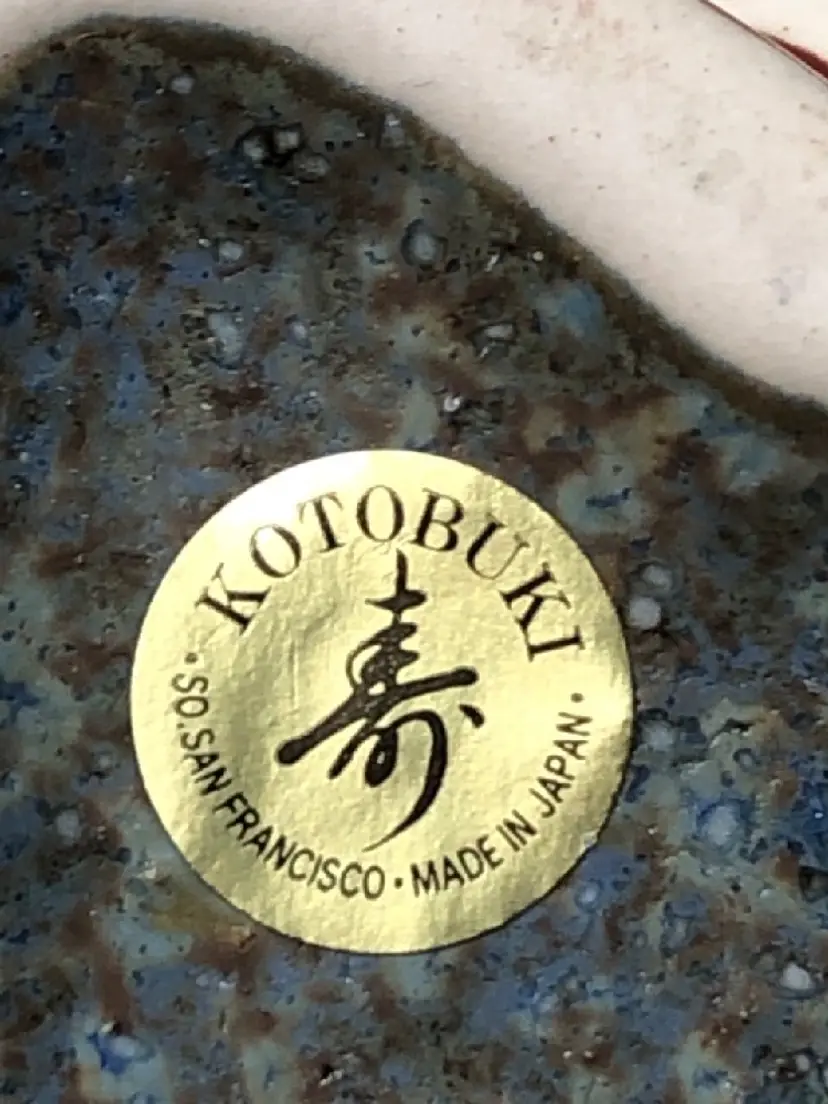 KOTOBUKI
寿
·SO.SAN FRANCISCO·MADE IN JAPAN·